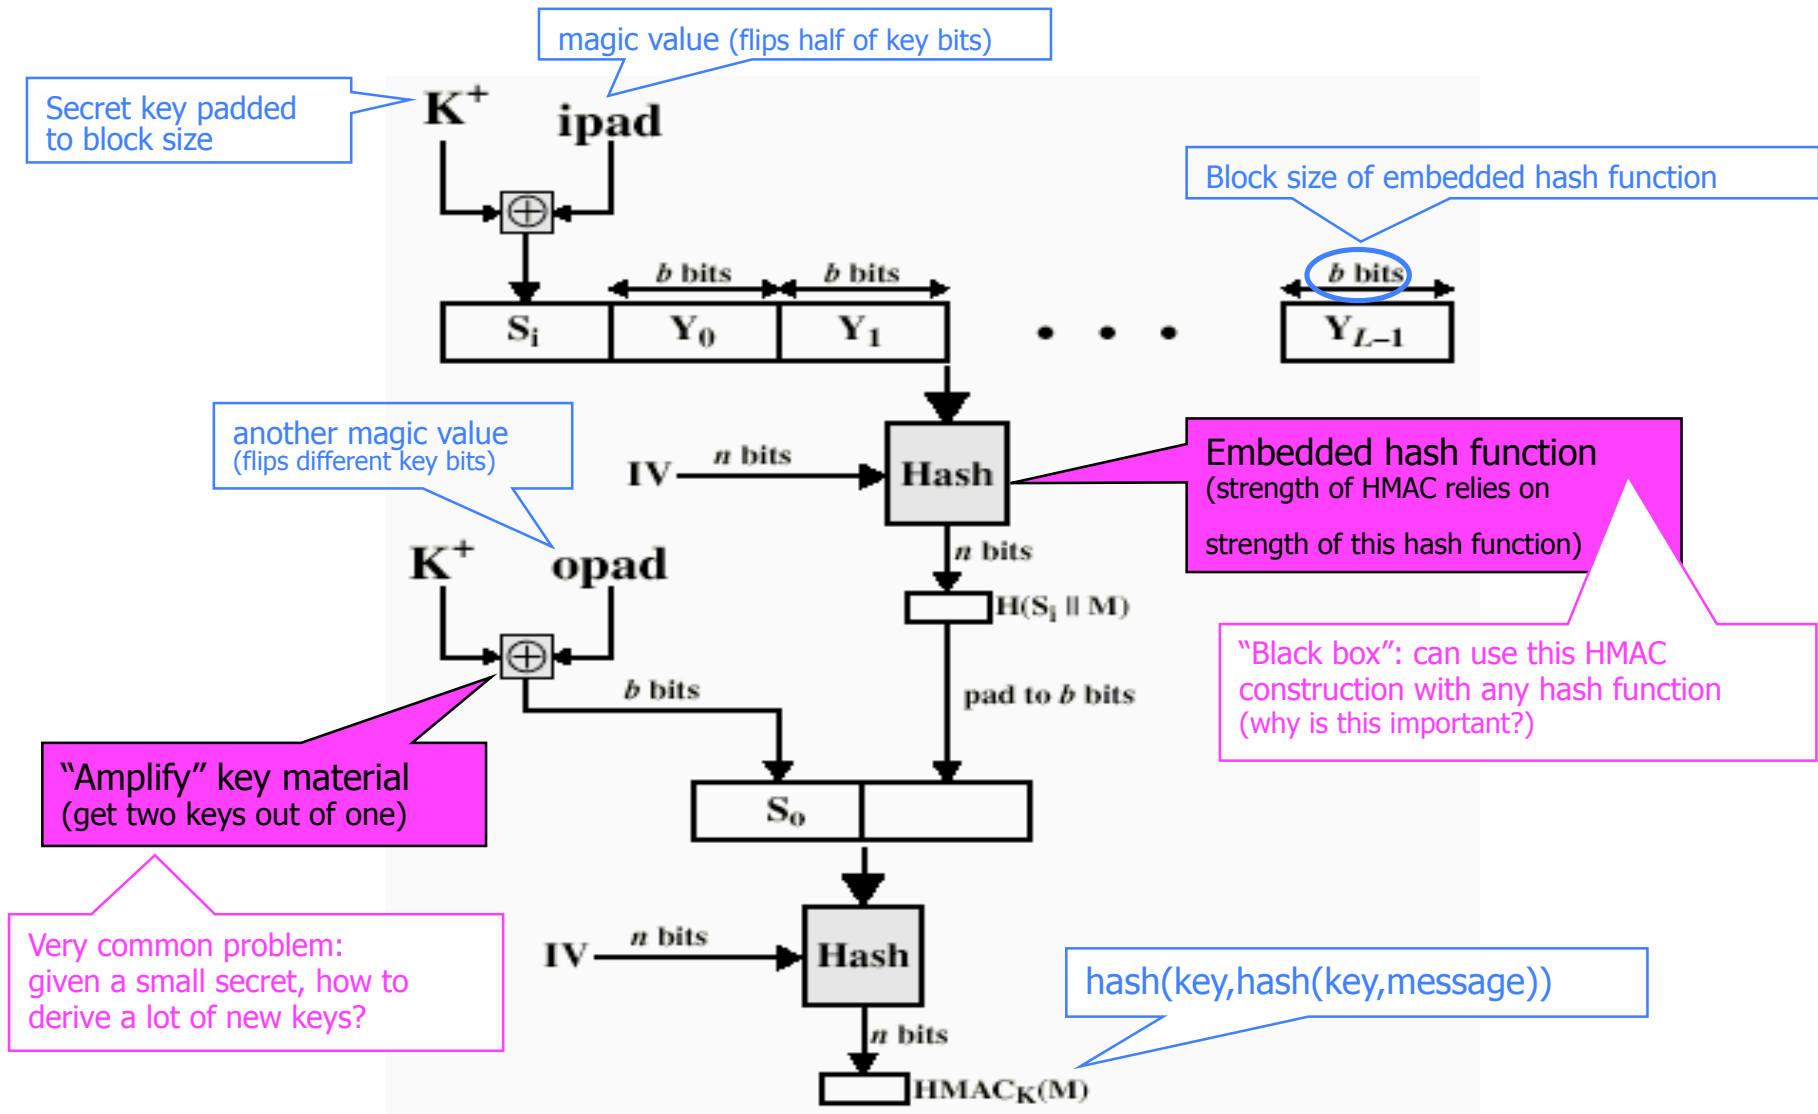 magic value (flips half of key bits)
Secret key padded
to block size
K+
ipad
Block size of embedded hash function
b bits
b bits
b bits
Si
Y0
Y1
• • •
YL−1
another magic value
(flips different key bits)
IV
n bits
Hash
Embedded hash function
(strength of HMAC relies on
strength of this hash function)
n bits
K+
opad
H(Si || M)
"Black box": can use this HMAC
construction with any hash function
(why is this important?)
b bits
pad to b bits
"Amplify" key material
(get two keys out of one)
So
Very common problem:
given a small secret, how to
derive a lot of new keys?
IV
n bits
Hash
hash(key,hash(key,message))
n bits
HMACK(M)